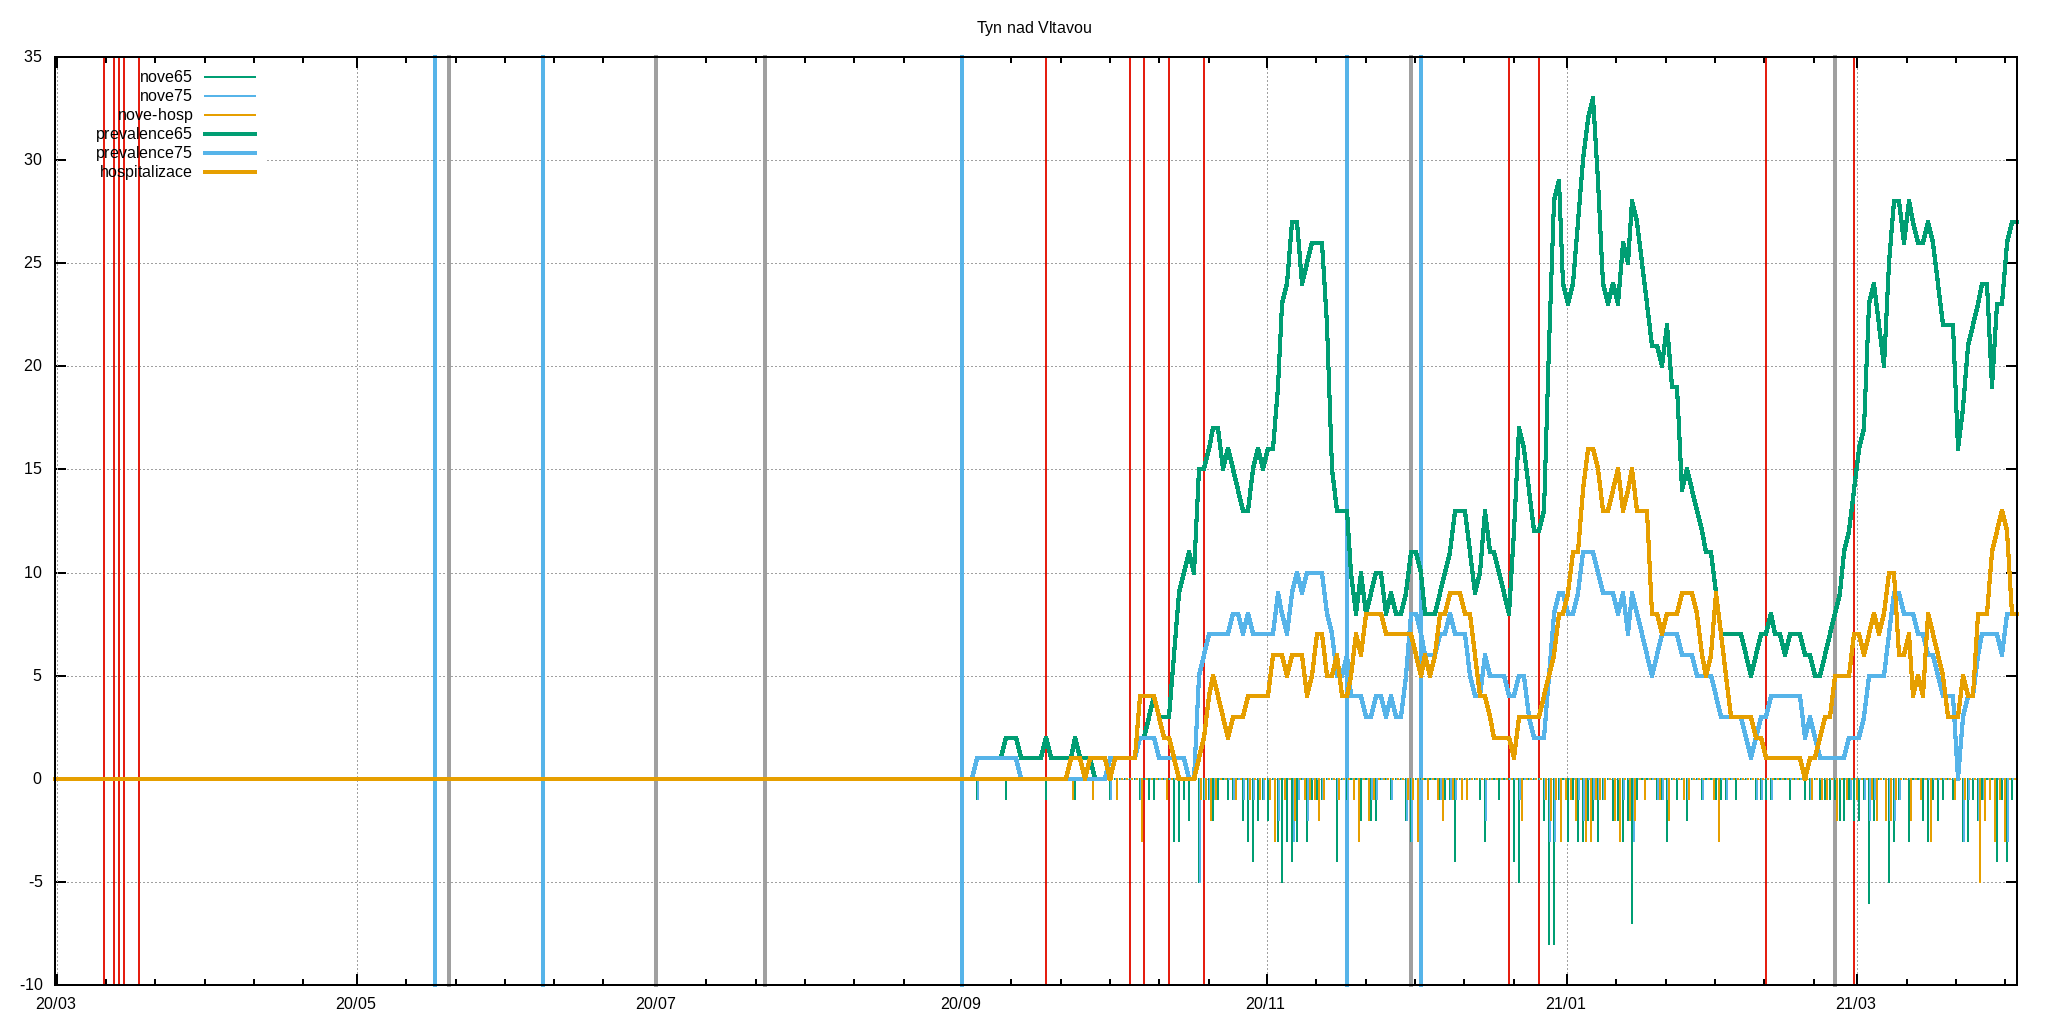 Tyn nad Vltavou
35
nove65
nove75
nove-hosp
prevalence65
prevalence75
hospitalizace
30
25
20
15
10
5
0
-5
-10
20/03 20/05 20/07 20/09 20/11 21/01 21/03